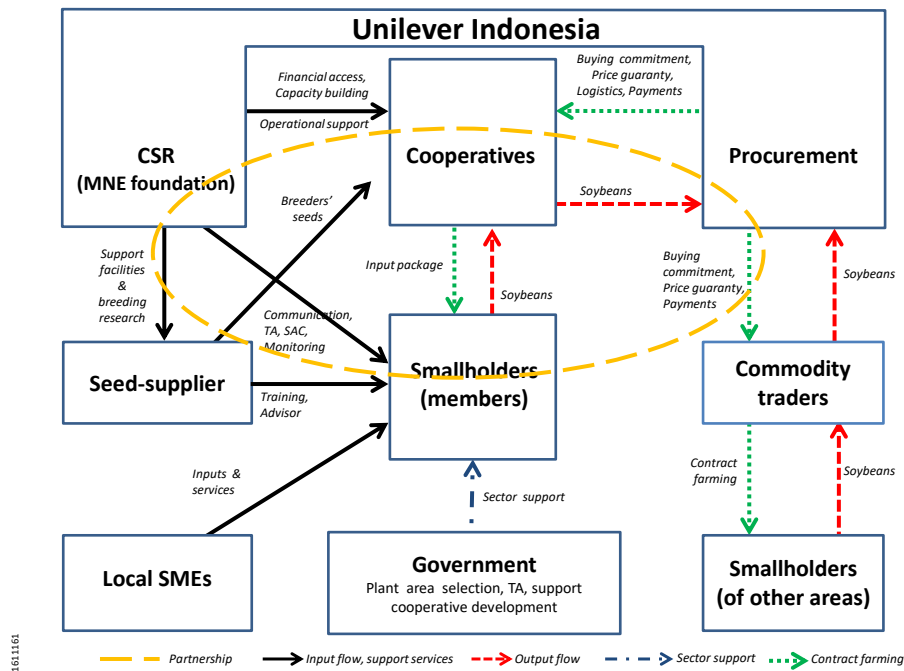 Unilever Indonesia
Financial access,
Capacity building
Operational support
Buying commitment,
Price guaranty,
Logistics, Payments
CSR
(MNE foundation)
Cooperatives
Procurement
Breeders'
seeds
Soybeans
Support
facilities
&
breeding
research
Input package
Soybeans
Buying
commitment,
Price guaranty,
Payments
Soybeans
Communication,
TA, SAC,
Monitoring
Seed-supplier
Training,
Advisor
Smallholders
(members)
Commodity
traders
Inputs &
services
Sector support
Contract
farming
Soybeans
Local SMEs
Government
Plant area selection, TA, support
cooperative development
Smallholders
(of other areas)
1611161
Partnership
Input flow, support services
Output flow
Sector support
Contract farming